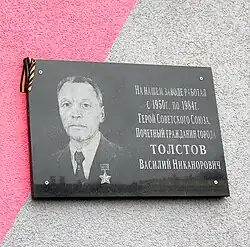 На нашем заводе работал
с 1950г. по 1984г.
Герой Советского Союза,
Почетный гражданин города
ТОЛСТОВ
Василий Никанорович